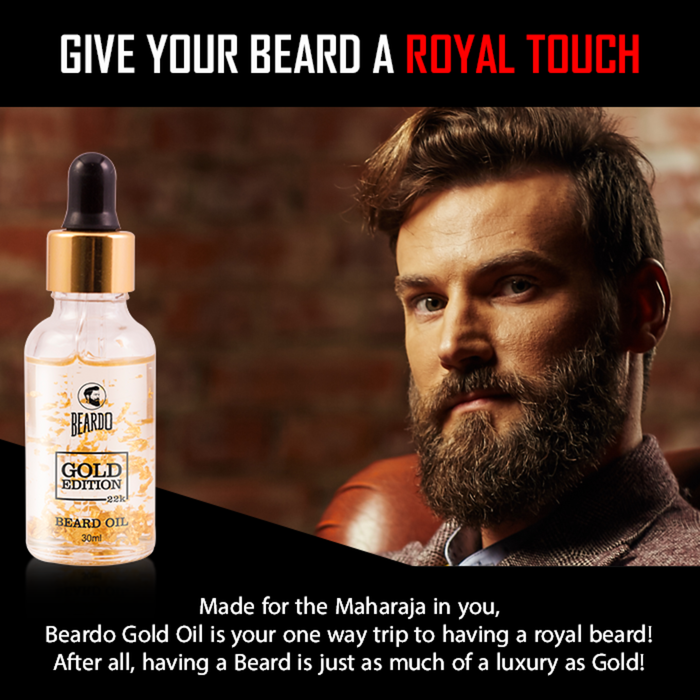 GIVE YOUR BEARD A ROYAL TOUCH
BEARDO
GOLD
EDITION
22k
BEARD OIL
30ml
Made for the Maharaja in you,
Beardo Gold Oil is your one way trip to having a royal beard!
After all, having a Beard is just as much of a luxury as Gold!